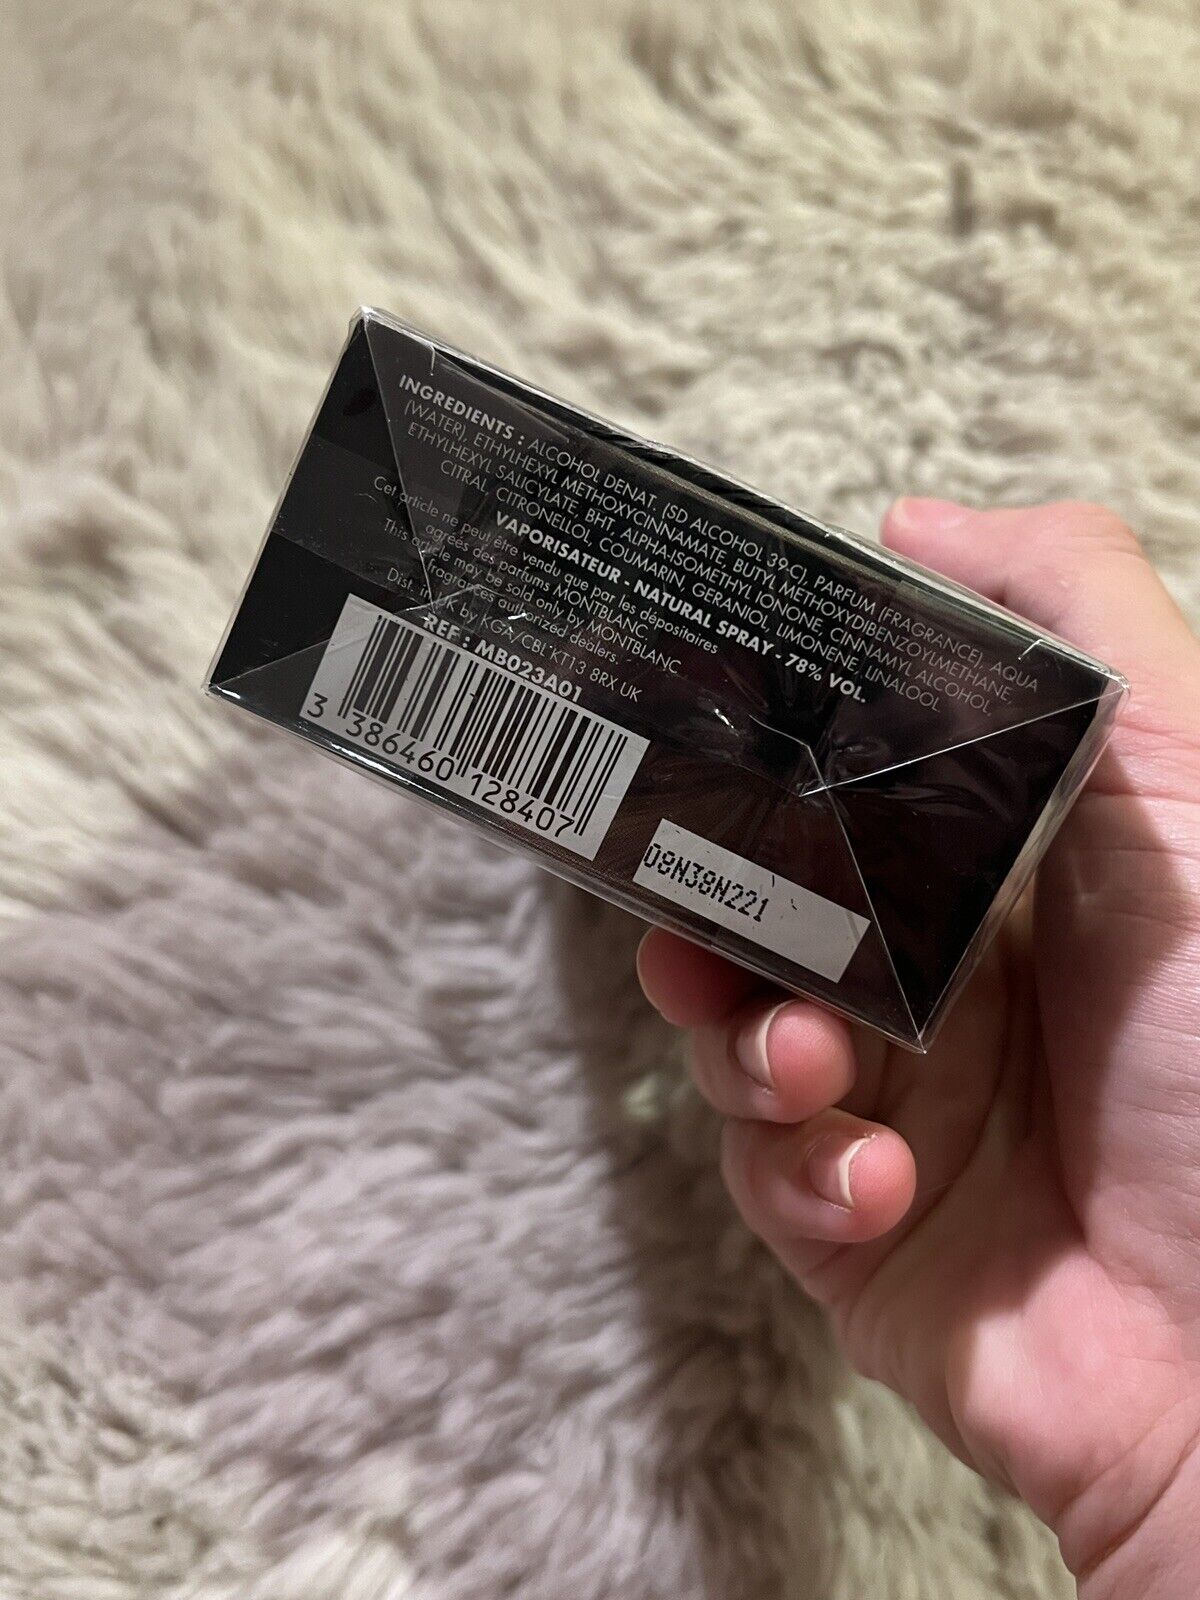 INGREDIENTS : ALCOHOL DENAT. (SD ALCOHOL 39-C), PARFUM (FRAGRANCE), AQUA
(WATER), ETHYLHEXYL METHOXYCINNAMATE, BUTYL METHOXYDIBENZOYLMETHANE,
ETHYLHEXYL SALICYLATE, BHT, ALPHA-ISOMETHYL IONONE, CINNAMYL ALCOHOL,
CITRAL, CITRONELLOL, COUMARIN, GERANIOL, LIMONENE, LINALOOL
VAPORISATEUR - NATURAL SPRAY - 78% VOL.
Cet article ne peut être vendu que par les dépositaires
agréés des parfums MONTBLANC
This article may be sold only by MONTBLANC
fragrances authorized dealers.
Dist. in UK by KGA/CBL KT13 8RX UK
REF : MB023A01
3 386460 128407
08N38N221